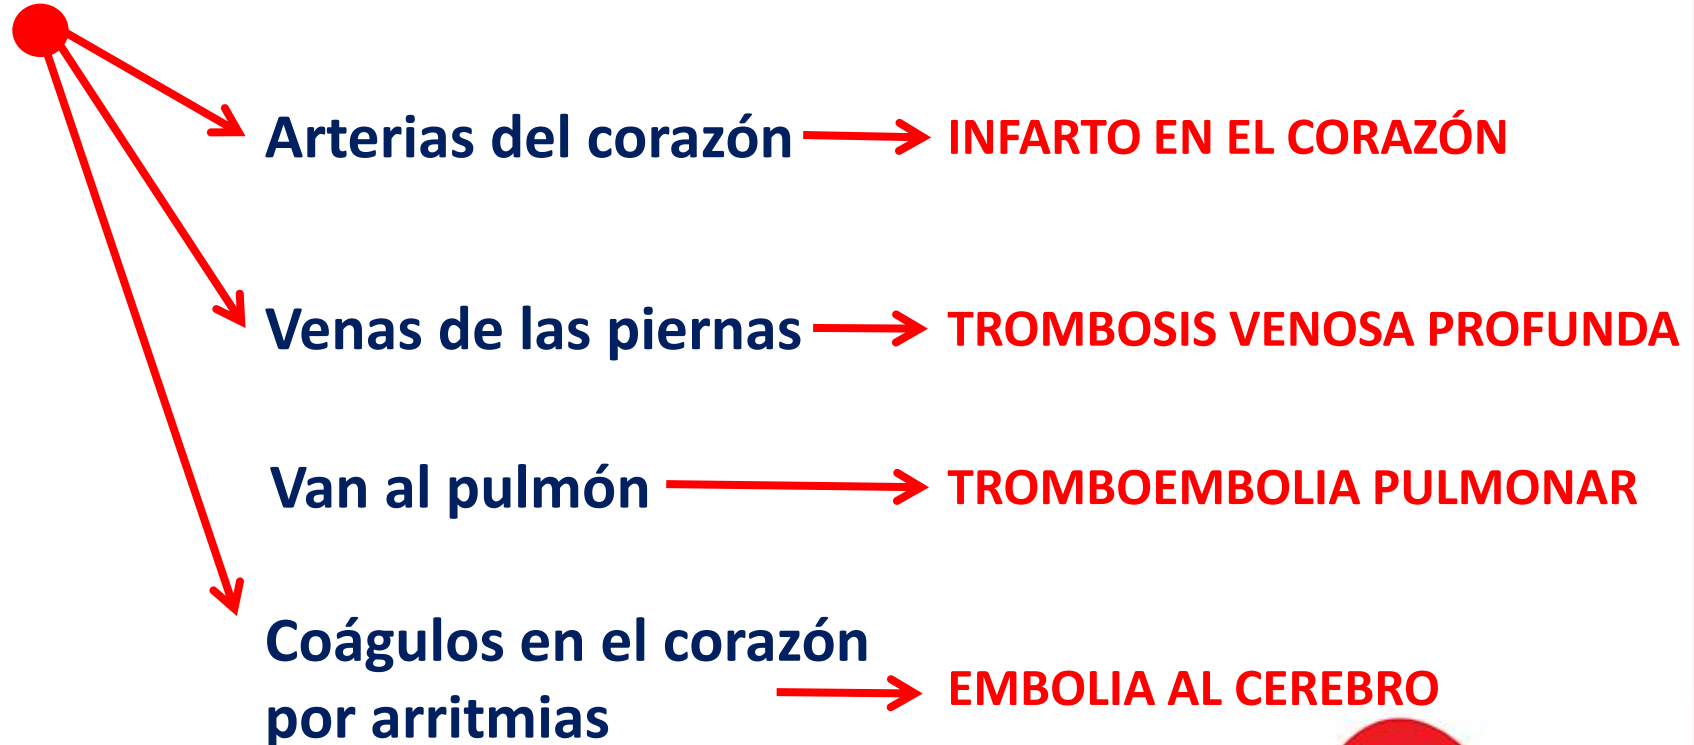 Arterias del corazón INFARTO EN EL CORAZÓN
Venas de las piernas TROMBOSIS VENOSA PROFUNDA
Van al pulmón TROMBOEMBOLIA PULMONAR
Coágulos en el corazón
por arritmias EMBOLIA AL CEREBRO